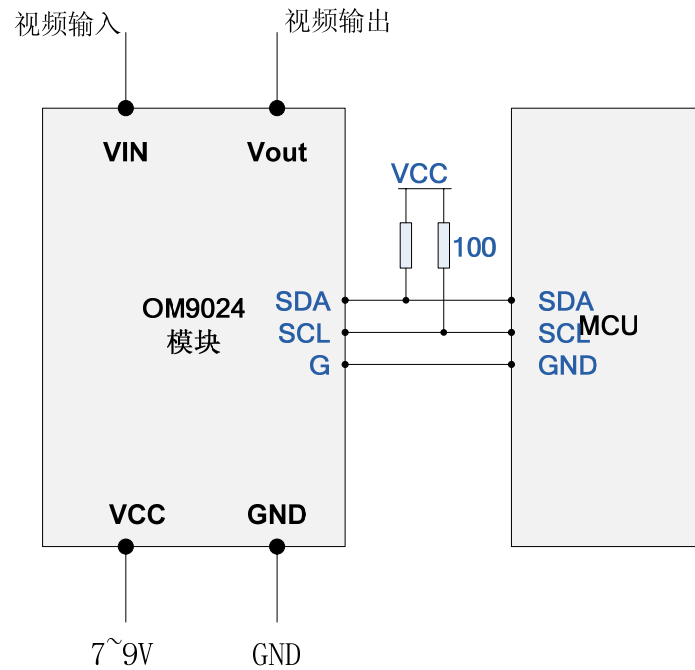 视频输入
视频输出
VIN
Vout
VCC
100
OM9024
模块
SDA
SCL
G
SDA
SCL
MCU
GND
VCC
GND
7~9V
GND